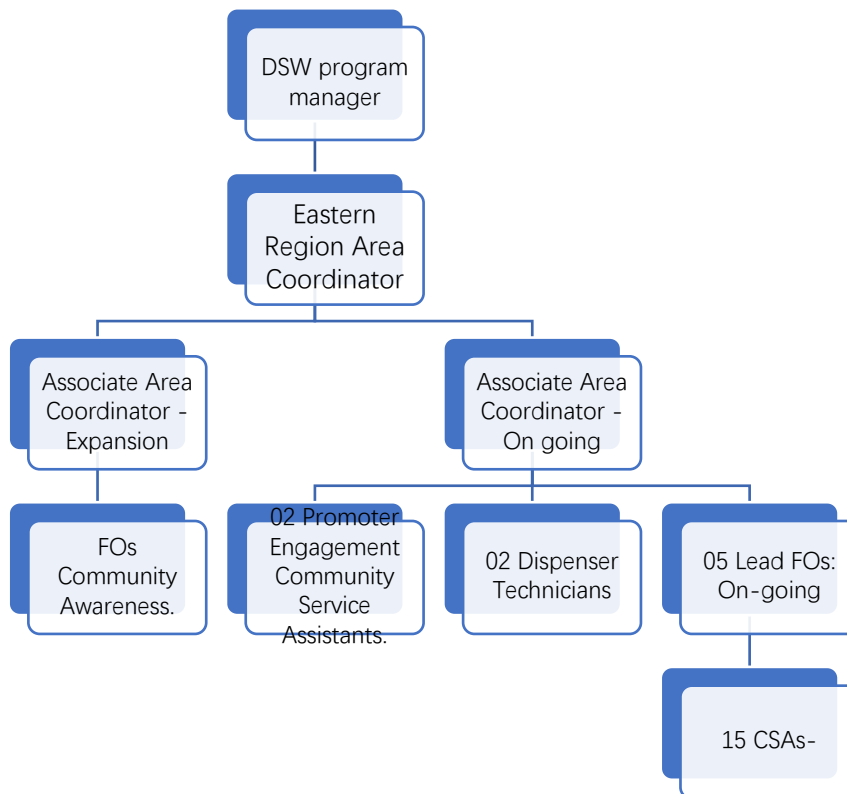 DSW program
manager
Eastern
Region Area
Coordinator
Associate Area
Coordinator -
Expansion
Associate Area
Coordinator -
On going
FOs
Community
Awareness.
02 Promoter
Engagement
Community
Service
Assistants.
02 Dispenser
Technicians
05 Lead FOs:
On-going
15 CSAs-